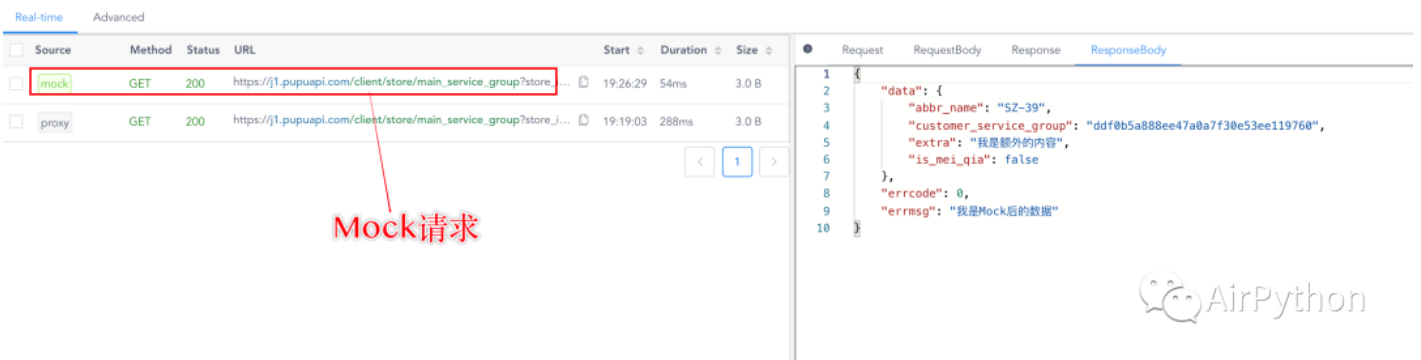 Real-time Advanced
Source Method Status URL Start Duration Size
mock GET 200 https://j1.pupuapi.com/client/store/main_service_group?store_i... 19:26:29 54ms 3.0 B
proxy GET 200 https://j1.pupuapi.com/client/store/main_service_group?store_i... 19:19:03 288ms 3.0 B
< 1 >
Mock请求
Request RequestBody Response ResponseBody
1 {
2 "data": {
3 "abbr_name": "SZ-39",
4 "customer_service_group": "ddf0b5a888ee47a0a7f30e53ee119760",
5 "extra": "我是额外的内容",
6 "is_mei_qia": false
7 },
8 "errcode": 0,
9 "errmsg": "我是Mock后的数据"
10 }
AirPython